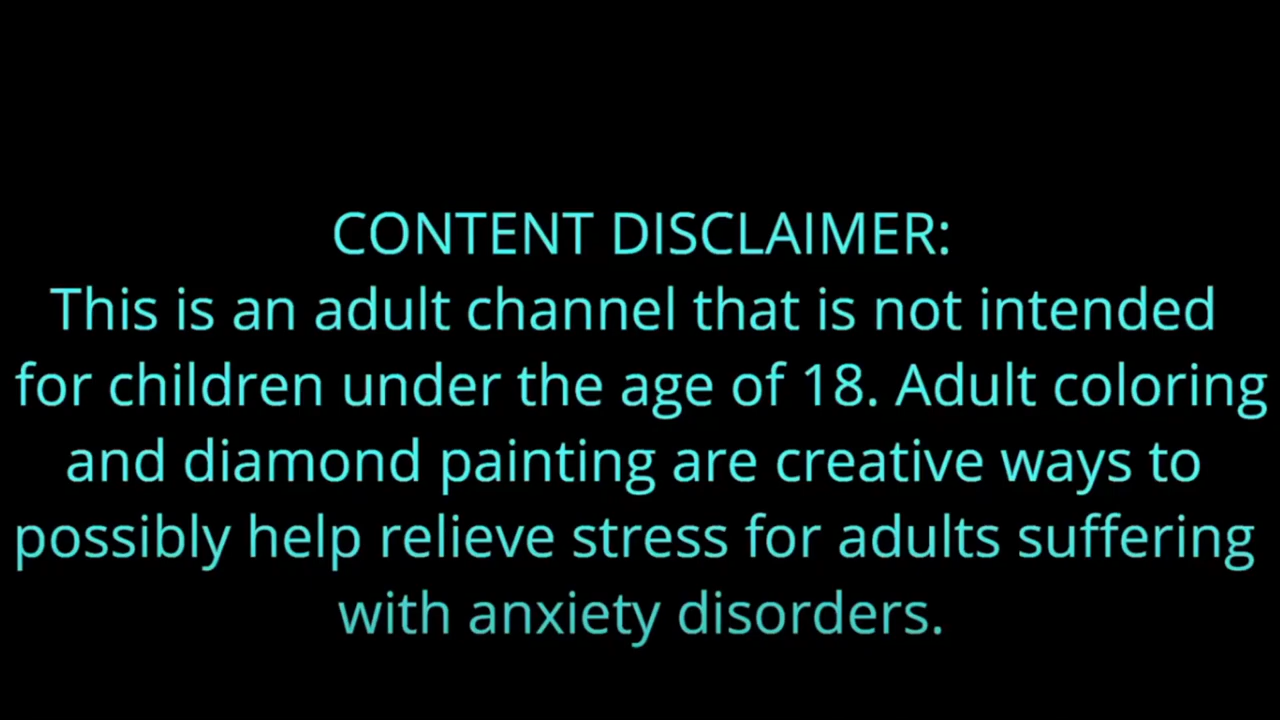 CONTENT DISCLAIMER:
This is an adult channel that is not intended
for children under the age of 18. Adult coloring
and diamond painting are creative ways to
possibly help relieve stress for adults suffering
with anxiety disorders.